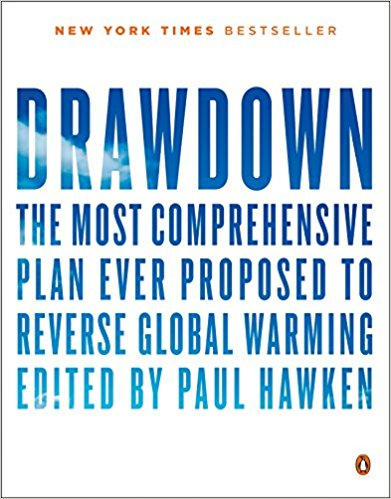 NEW YORK TIMES BESTSELLER
DRAWDOWN
THE MOST COMPREHENSIVE
PLAN EVER PROPOSED TO
REVERSE GLOBAL WARMING
EDITED BY PAUL HAWKEN